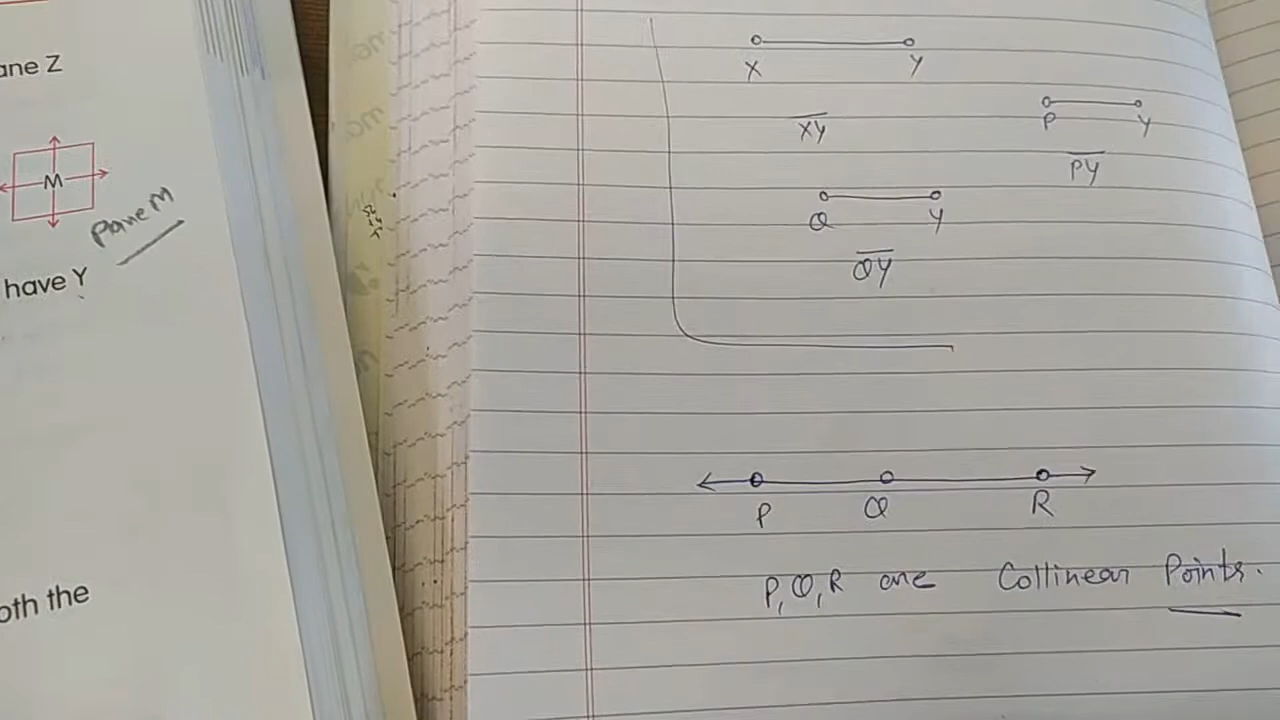 ane Z
M
Plane M
have Y
oth the
X Y
XY
P Y
PY
Q Y
QY
P Q R
P, Q, R are Collinear Points.